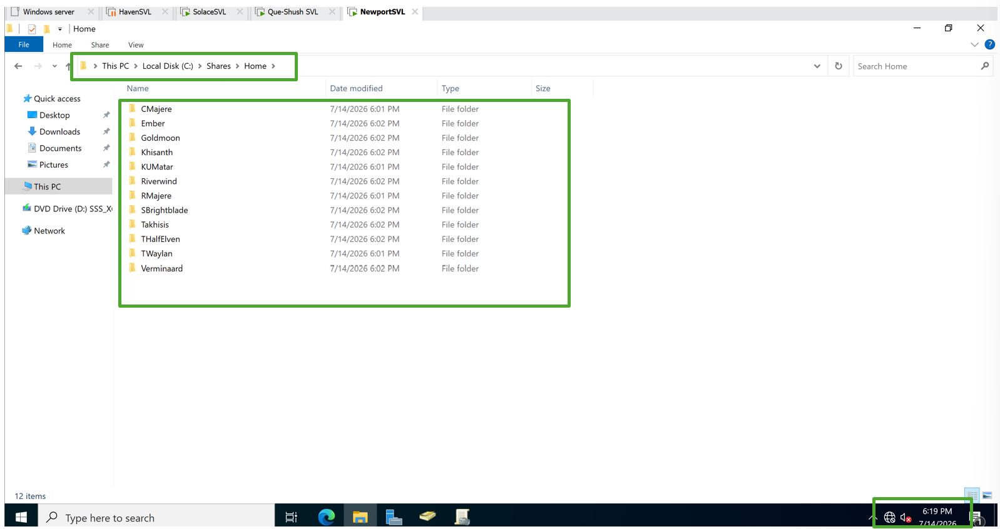 Windows server HavenSVL SolaceSVL Que-Shush SVL NewportSVL
Home
File Home Share View
This PC Local Disk (C:) Shares Home Search Home
Name Date modified Type Size
Quick access
Desktop
Downloads
Documents
Pictures
This PC
DVD Drive (D:) SSS_X
Network
CMajere 7/14/2026 6:01 PM File folder
Ember 7/14/2026 6:02 PM File folder
Goldmoon 7/14/2026 6:02 PM File folder
Khisanth 7/14/2026 6:02 PM File folder
KUMatar 7/14/2026 6:01 PM File folder
Riverwind 7/14/2026 6:02 PM File folder
RMajere 7/14/2026 6:01 PM File folder
SBrightblade 7/14/2026 6:02 PM File folder
Takhisis 7/14/2026 6:02 PM File folder
THalfElven 7/14/2026 6:02 PM File folder
TWaylan 7/14/2026 6:01 PM File folder
Verminaard 7/14/2026 6:02 PM File folder
12 items
Type here to search
6:19 PM
7/14/2026
1